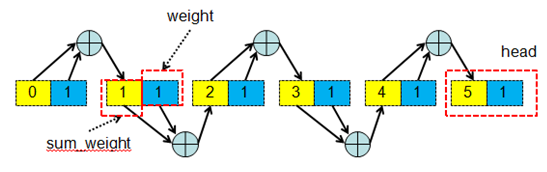 weight
head
0 1 1 1 2 1 3 1 4 1 5 1
sum_weight